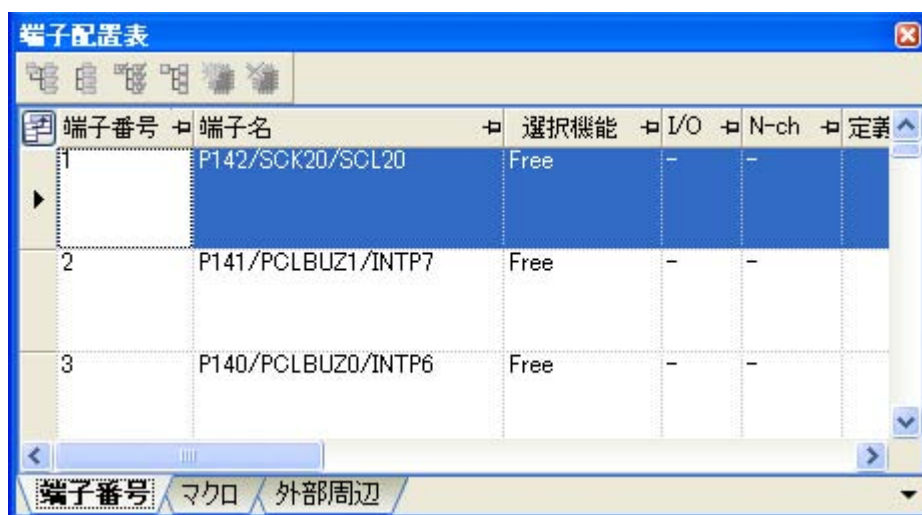 端子配置表
端子番号 端子名 選択機能 I/O N-ch 定義
1 P142/SCK20/SCL20 Free - -
2 P141/PCLBUZ1/INTP7 Free - -
3 P140/PCLBUZ0/INTP6 Free - -
端子番号 マクロ 外部周辺